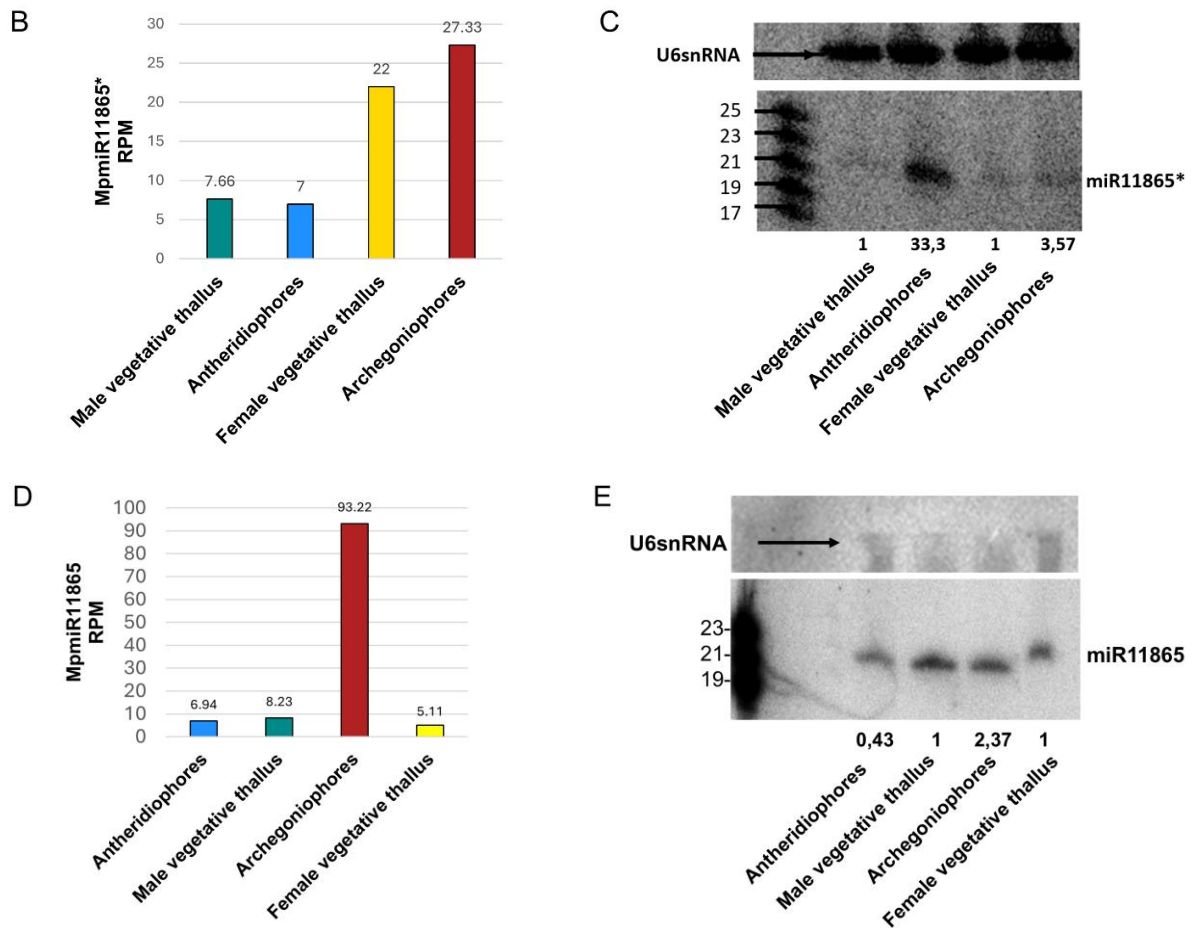 B
MpmiR11865*
RPM
30
25
20
15
10
5
0
7.66
7
22
27.33
Male vegetative thallus
Antheridiophores
Female vegetative thallus
Archegoniophores
C
U6snRNA
25
23
21
19
17
miR11865*
1 33,3 1 3,57
Male vegetative thallus
Antheridiophores
Female vegetative thallus
Archegoniophores
D
MpmiR11865
RPM
100
90
80
70
60
50
40
30
20
10
0
6.94
8.23
93.22
5.11
Antheridiophores
Male vegetative thallus
Archegoniophores
Female vegetative thallus
E
U6snRNA
23-
21-
19-
miR11865
0,43 1 2,37 1
Antheridiophores
Male vegetative thallus
Archegoniophores
Female vegetative thallus